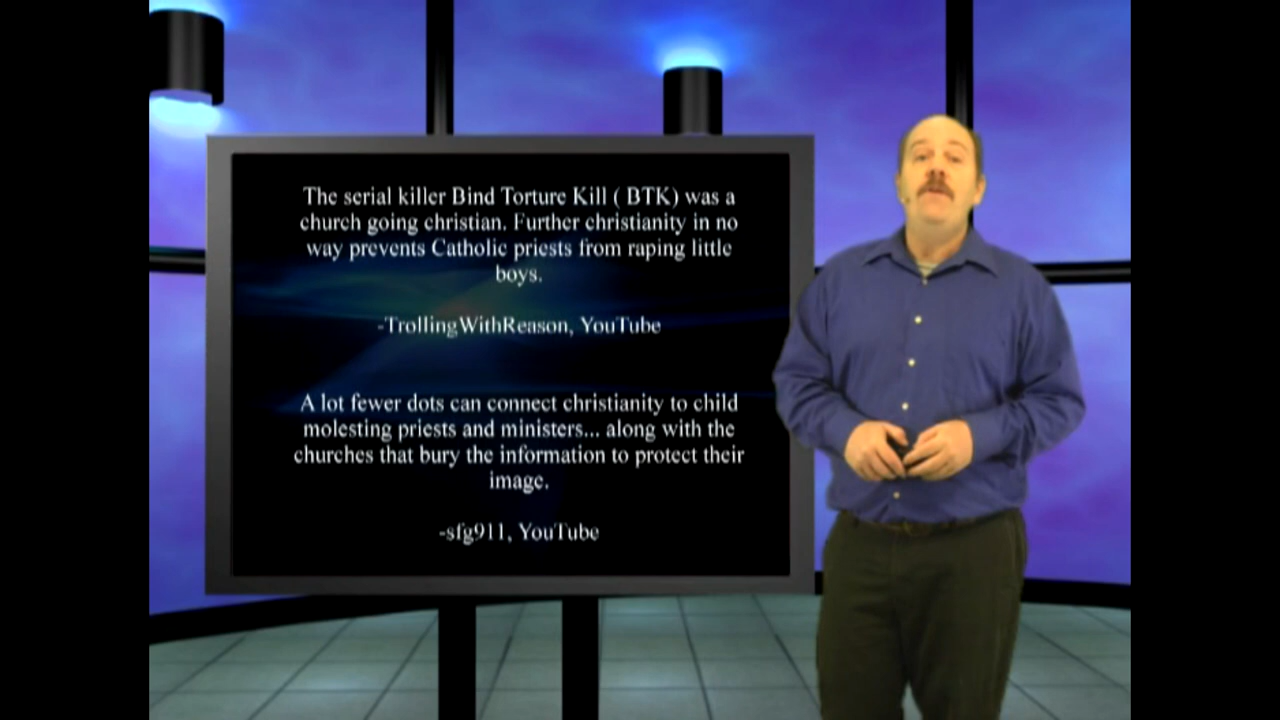 The serial killer Bind Torture Kill ( BTK) was a
church going christian. Further christianity in no
way prevents Catholic priests from raping little
boys.
-TrollingWithReason, YouTube
A lot fewer dots can connect christianity to child
molesting priests and ministers... along with the
churches that bury the information to protect their
image.
-sfg911, YouTube